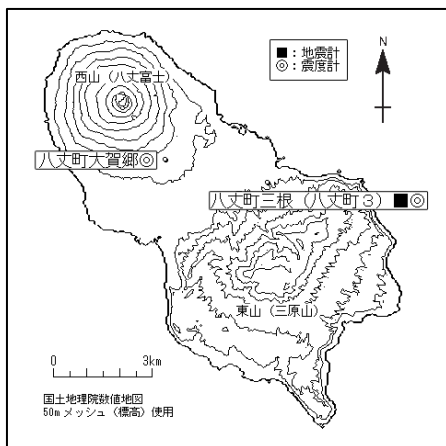 ■：地震計
◎：震度計
N
西山（八丈富士）
八丈町大賀郷◎
八丈町三根（八丈町３）■◎
東山（三原山）
0 3km
国土地理院数値地図
50mメッシュ（標高）使用